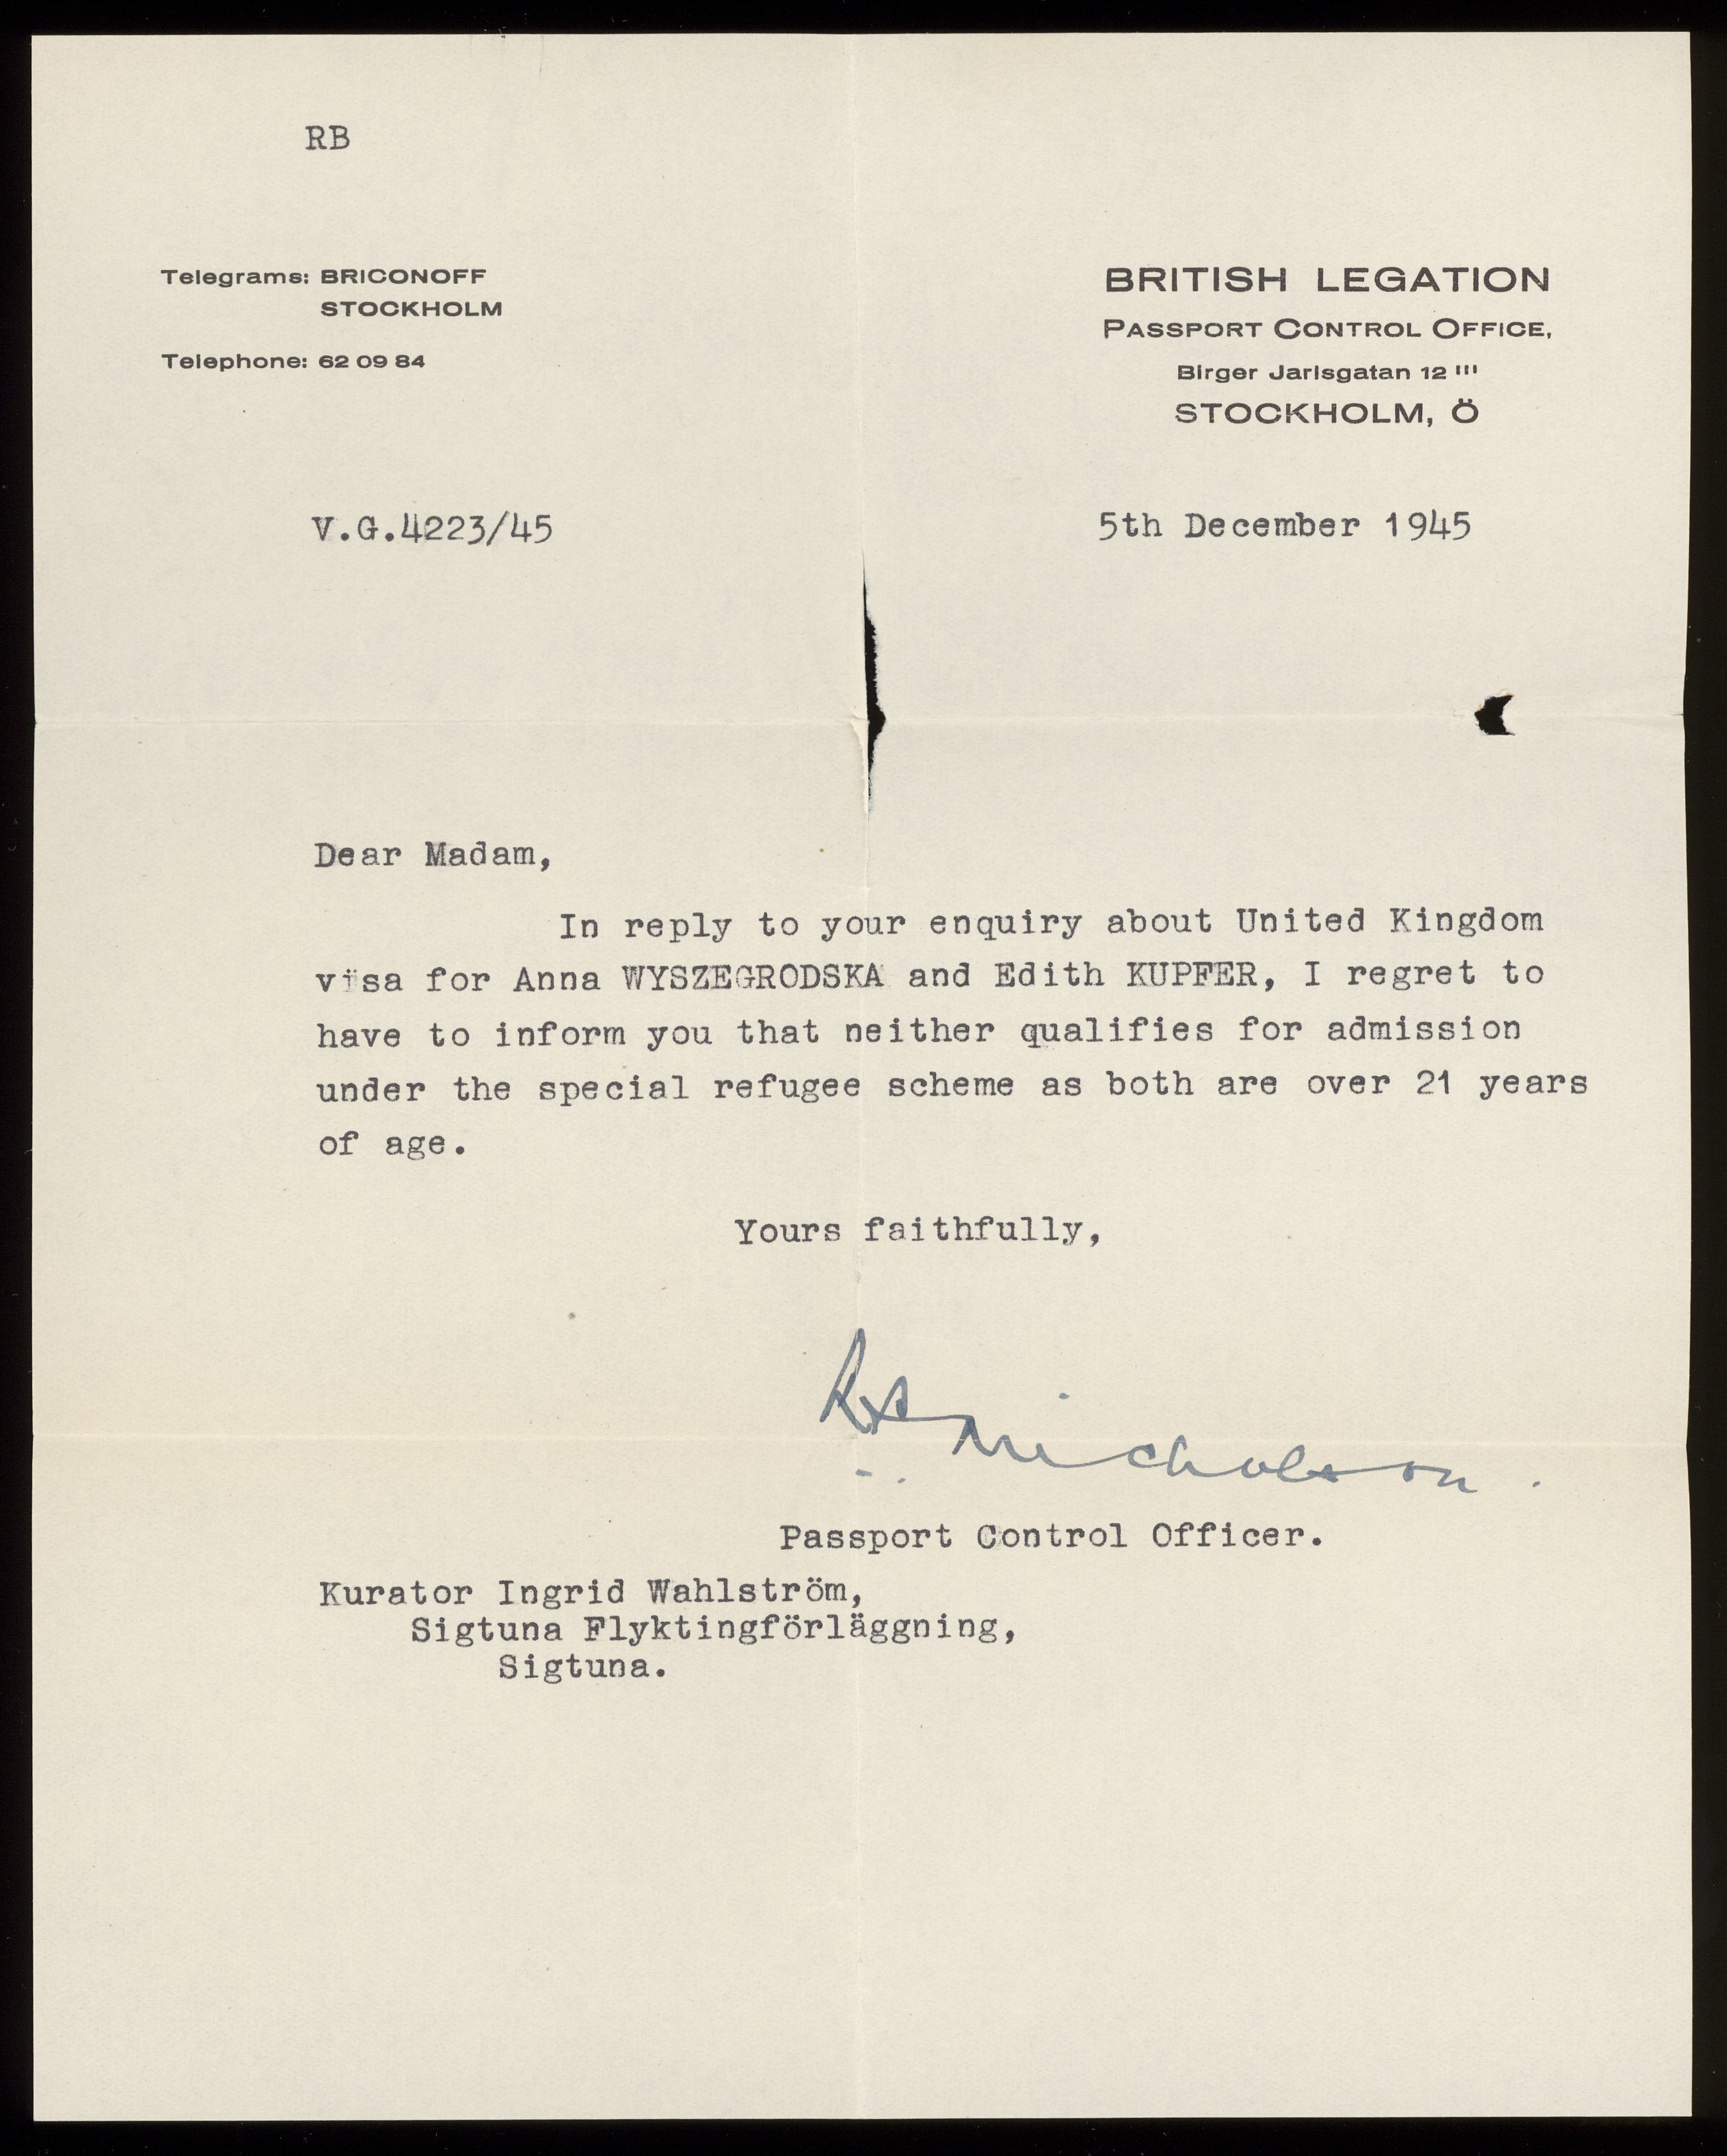 RB
Telegrams: BRICONOFF
STOCKHOLM
Telephone: 62 09 84
BRITISH LEGATION
PASSPORT CONTROL OFFICE,
Birger Jarlsgatan 12 III
STOCKHOLM, Ö
V.G.4223/45
5th December 1945
Dear Madam,
In reply to your enquiry about United Kingdom
visa for Anna WYSZEGRODSKA and Edith KUPFER, I regret to
have to inform you that neither qualifies for admission
under the special refugee scheme as both are over 21 years
of age.
Yours faithfully,
Nicholson.
Passport Control Officer.
Kurator Ingrid Wahlström,
Sigtuna Flyktingförläggning,
Sigtuna.